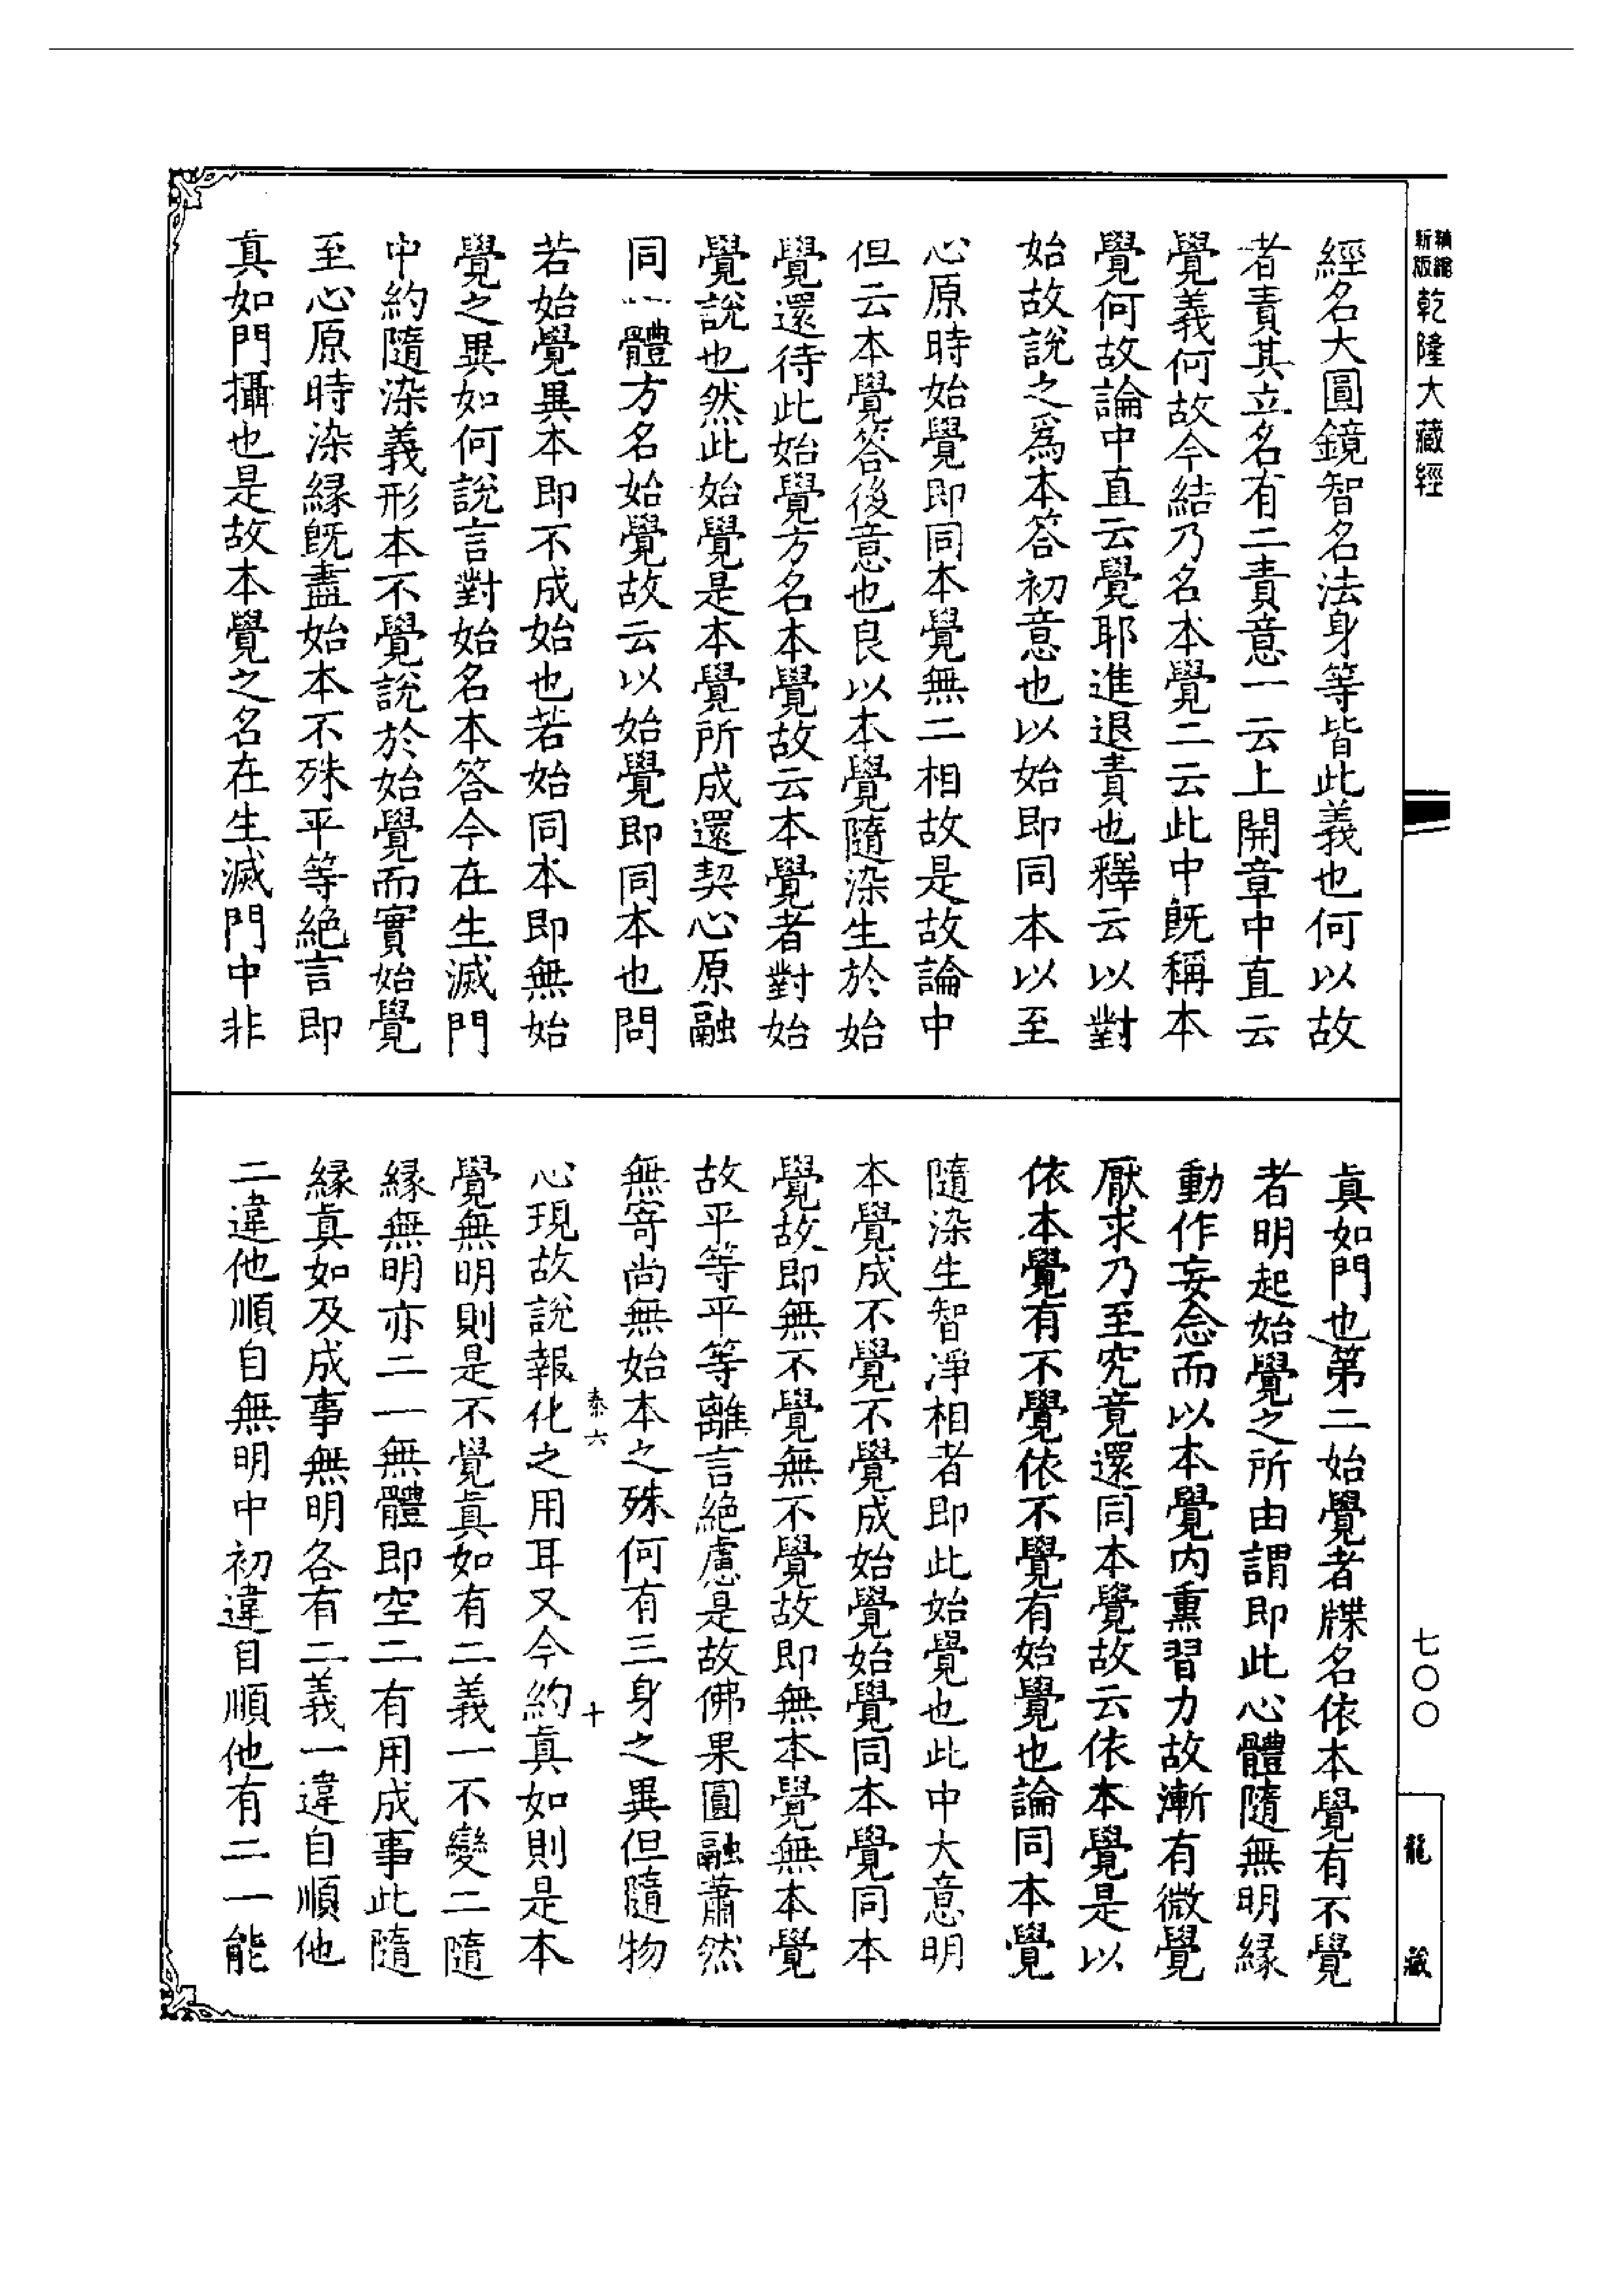 新版精縮乾隆大藏經
七〇〇
龍藏
經名大圓鏡智名法身等皆此義也何以故
者責其立名有二責意一云上開章中直云
覺義何故今結乃名本覺二云此中既稱本
覺何故論中直云覺耶進退責也釋云以對
始故說之爲本答初意也以始即同本以至
心原時始覺即同本覺無二相故是故論中
但云本覺答後意也良以本覺隨染生於始
覺還待此始覺方名本覺故云本覺者對始
覺說也然此始覺是本覺所成還契心原融
同一體方名始覺故云以始覺即同本也問
若始覺異本即不成始也若始同本即無始
覺之異如何說言對始名本答今在生滅門
中約隨染義形本不覺說於始覺而實始覺
至心原時染緣既盡始本不殊平等絕言即
真如門攝也是故本覺之名在生滅門中非
真如門也第二始覺者牒名依本覺有不覺
者明起始覺之所由謂即此心體隨無明緣
動作妄念而以本覺內熏習力故漸有微覺
厭求乃至究竟還同本覺故云依本覺是以
依本覺有不覺依不覺有始覺也論同本覺
隨染生智淨相者即此始覺也此中大意明
本覺成不覺不覺成始覺始覺同本覺同本
覺故即無不覺無不覺故即無本覺無本覺
故平等平等離言絕慮是故佛果圓融蕭然
無寄尚無始本之殊何有三身之異但隨物
泰六　十
心現故說報化之用耳又今約真如則是本
覺無明則是不覺真如有二義一不變二隨
緣無明亦二一無體即空二有用成事此隨
緣真如及成事無明各有二義一違自順他
二違他順自無明中初違自順他有二一能